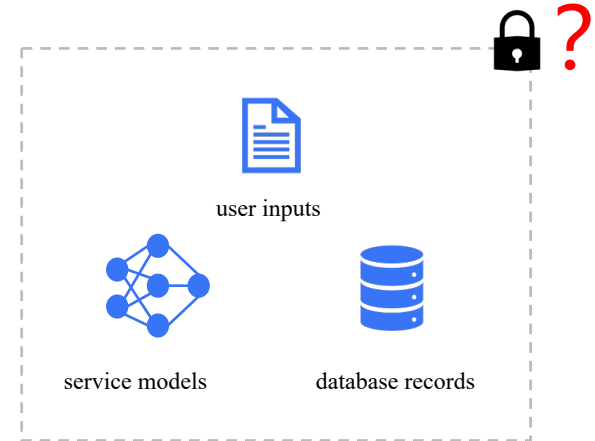 ?
user inputs
service models
database records